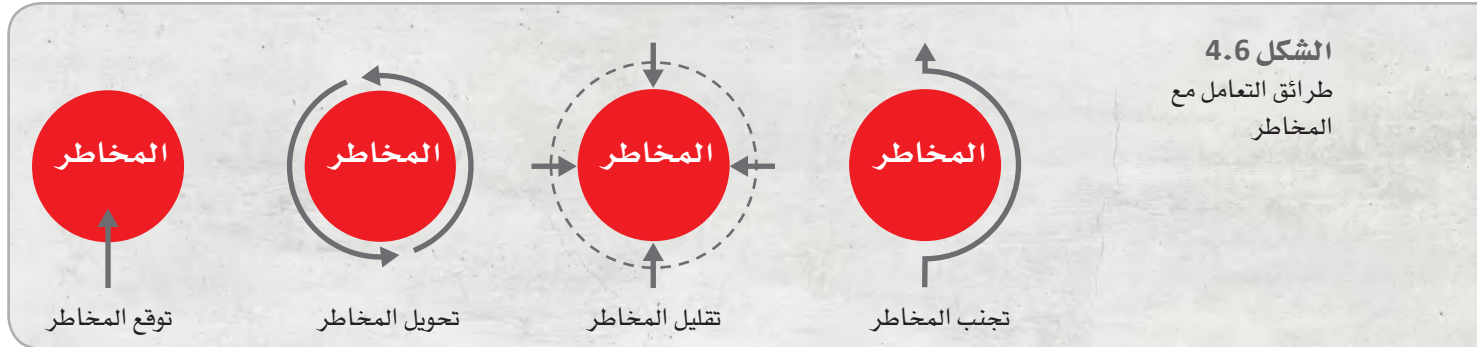 الشكل 4.6
طرائق التعامل مع
المخاطر
المخاطر
المخاطر
المخاطر
المخاطر
تجنب المخاطر
تقليل المخاطر
تحويل المخاطر
توقع المخاطر